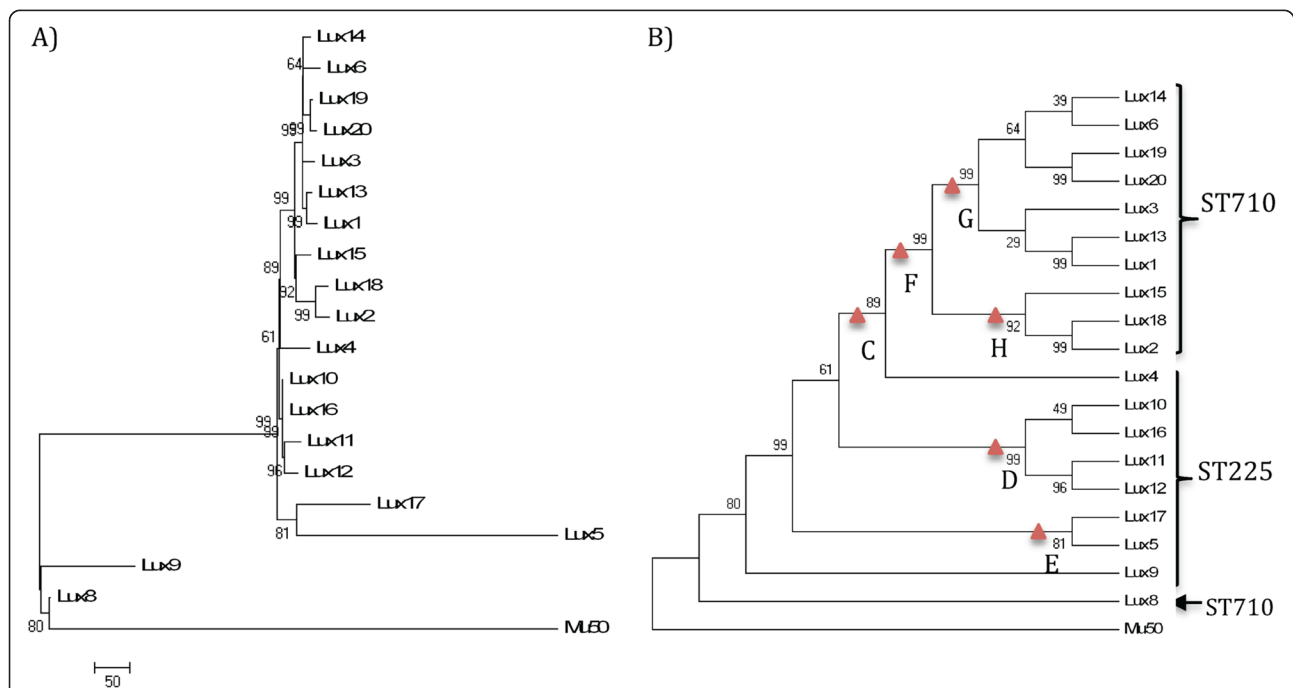 A)
Lux14
64
Lux6
Lux19
99
99
Lux20
Lux3
99
Lux13
99
Lux1
Lux15
89
92
Lux18
99
Lux2
61
Lux4
Lux10
Lux16
99
99
Lux11
96
Lux12
Lux17
81
Lux5
Lux9
Lux8
80
Mu50
50
B)
39
Lux14
Lux6
64
Lux19
99
Lux20
99
G
Lux3
29
Lux13
99
Lux1
ST710
99
F
Lux15
92
H
Lux18
99
Lux2
89
C
Lux4
61
49
Lux10
Lux16
99
D
Lux11
96
Lux12
ST225
99
Lux17
81
E
Lux5
80
Lux9
Lux8
ST710
Mu50